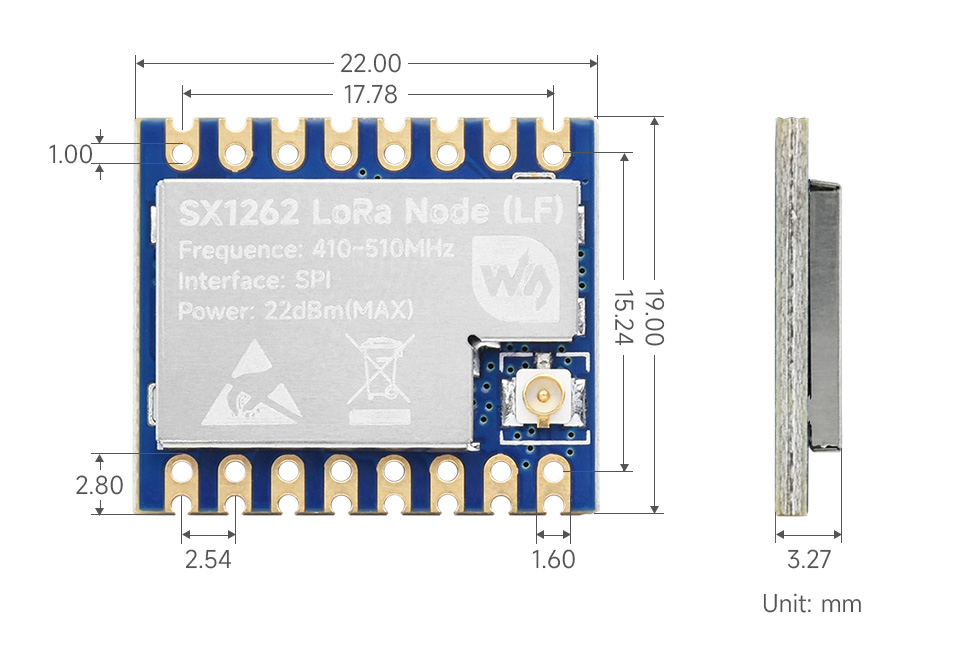 22.00
17.78
1.00
SX1262 LoRa Node (LF)
Frequence: 410~510MHz
Interface: SPI
Power: 22dBm(MAX)
15.24
19.00
2.80
2.54
1.60
3.27
Unit: mm